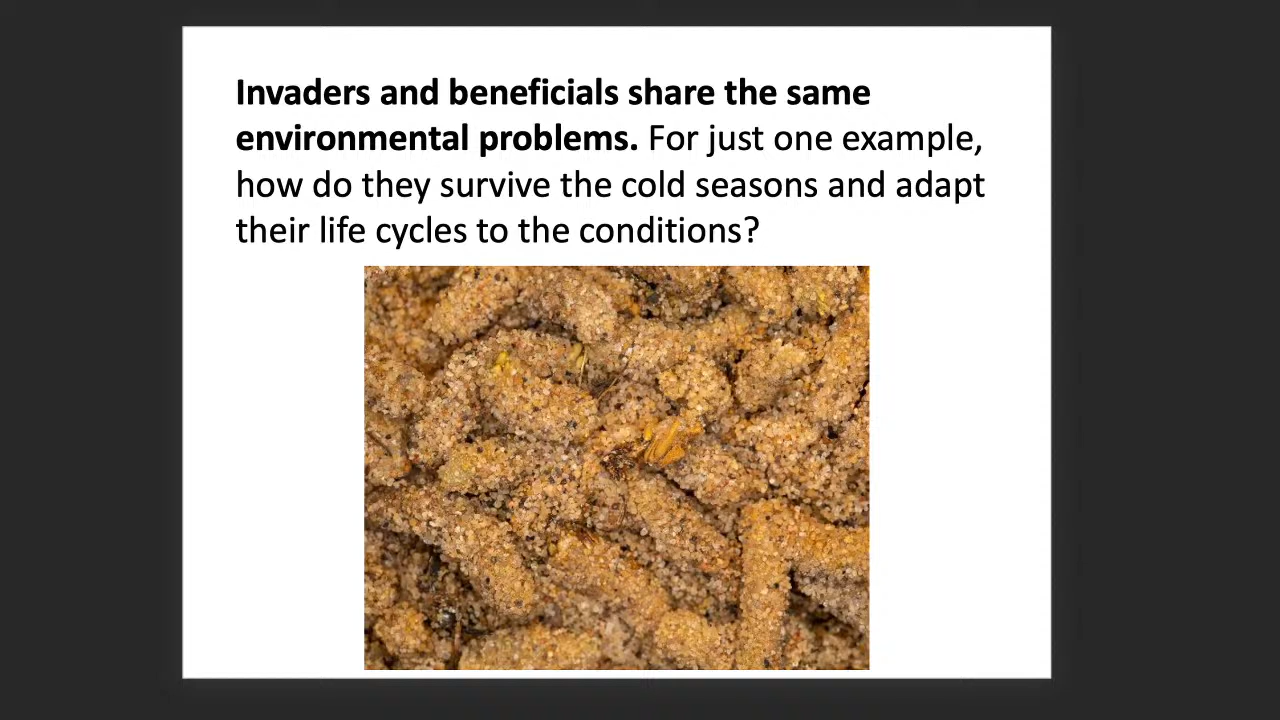 Invaders and beneficials share the same
environmental problems. For just one example,
how do they survive the cold seasons and adapt
their life cycles to the conditions?